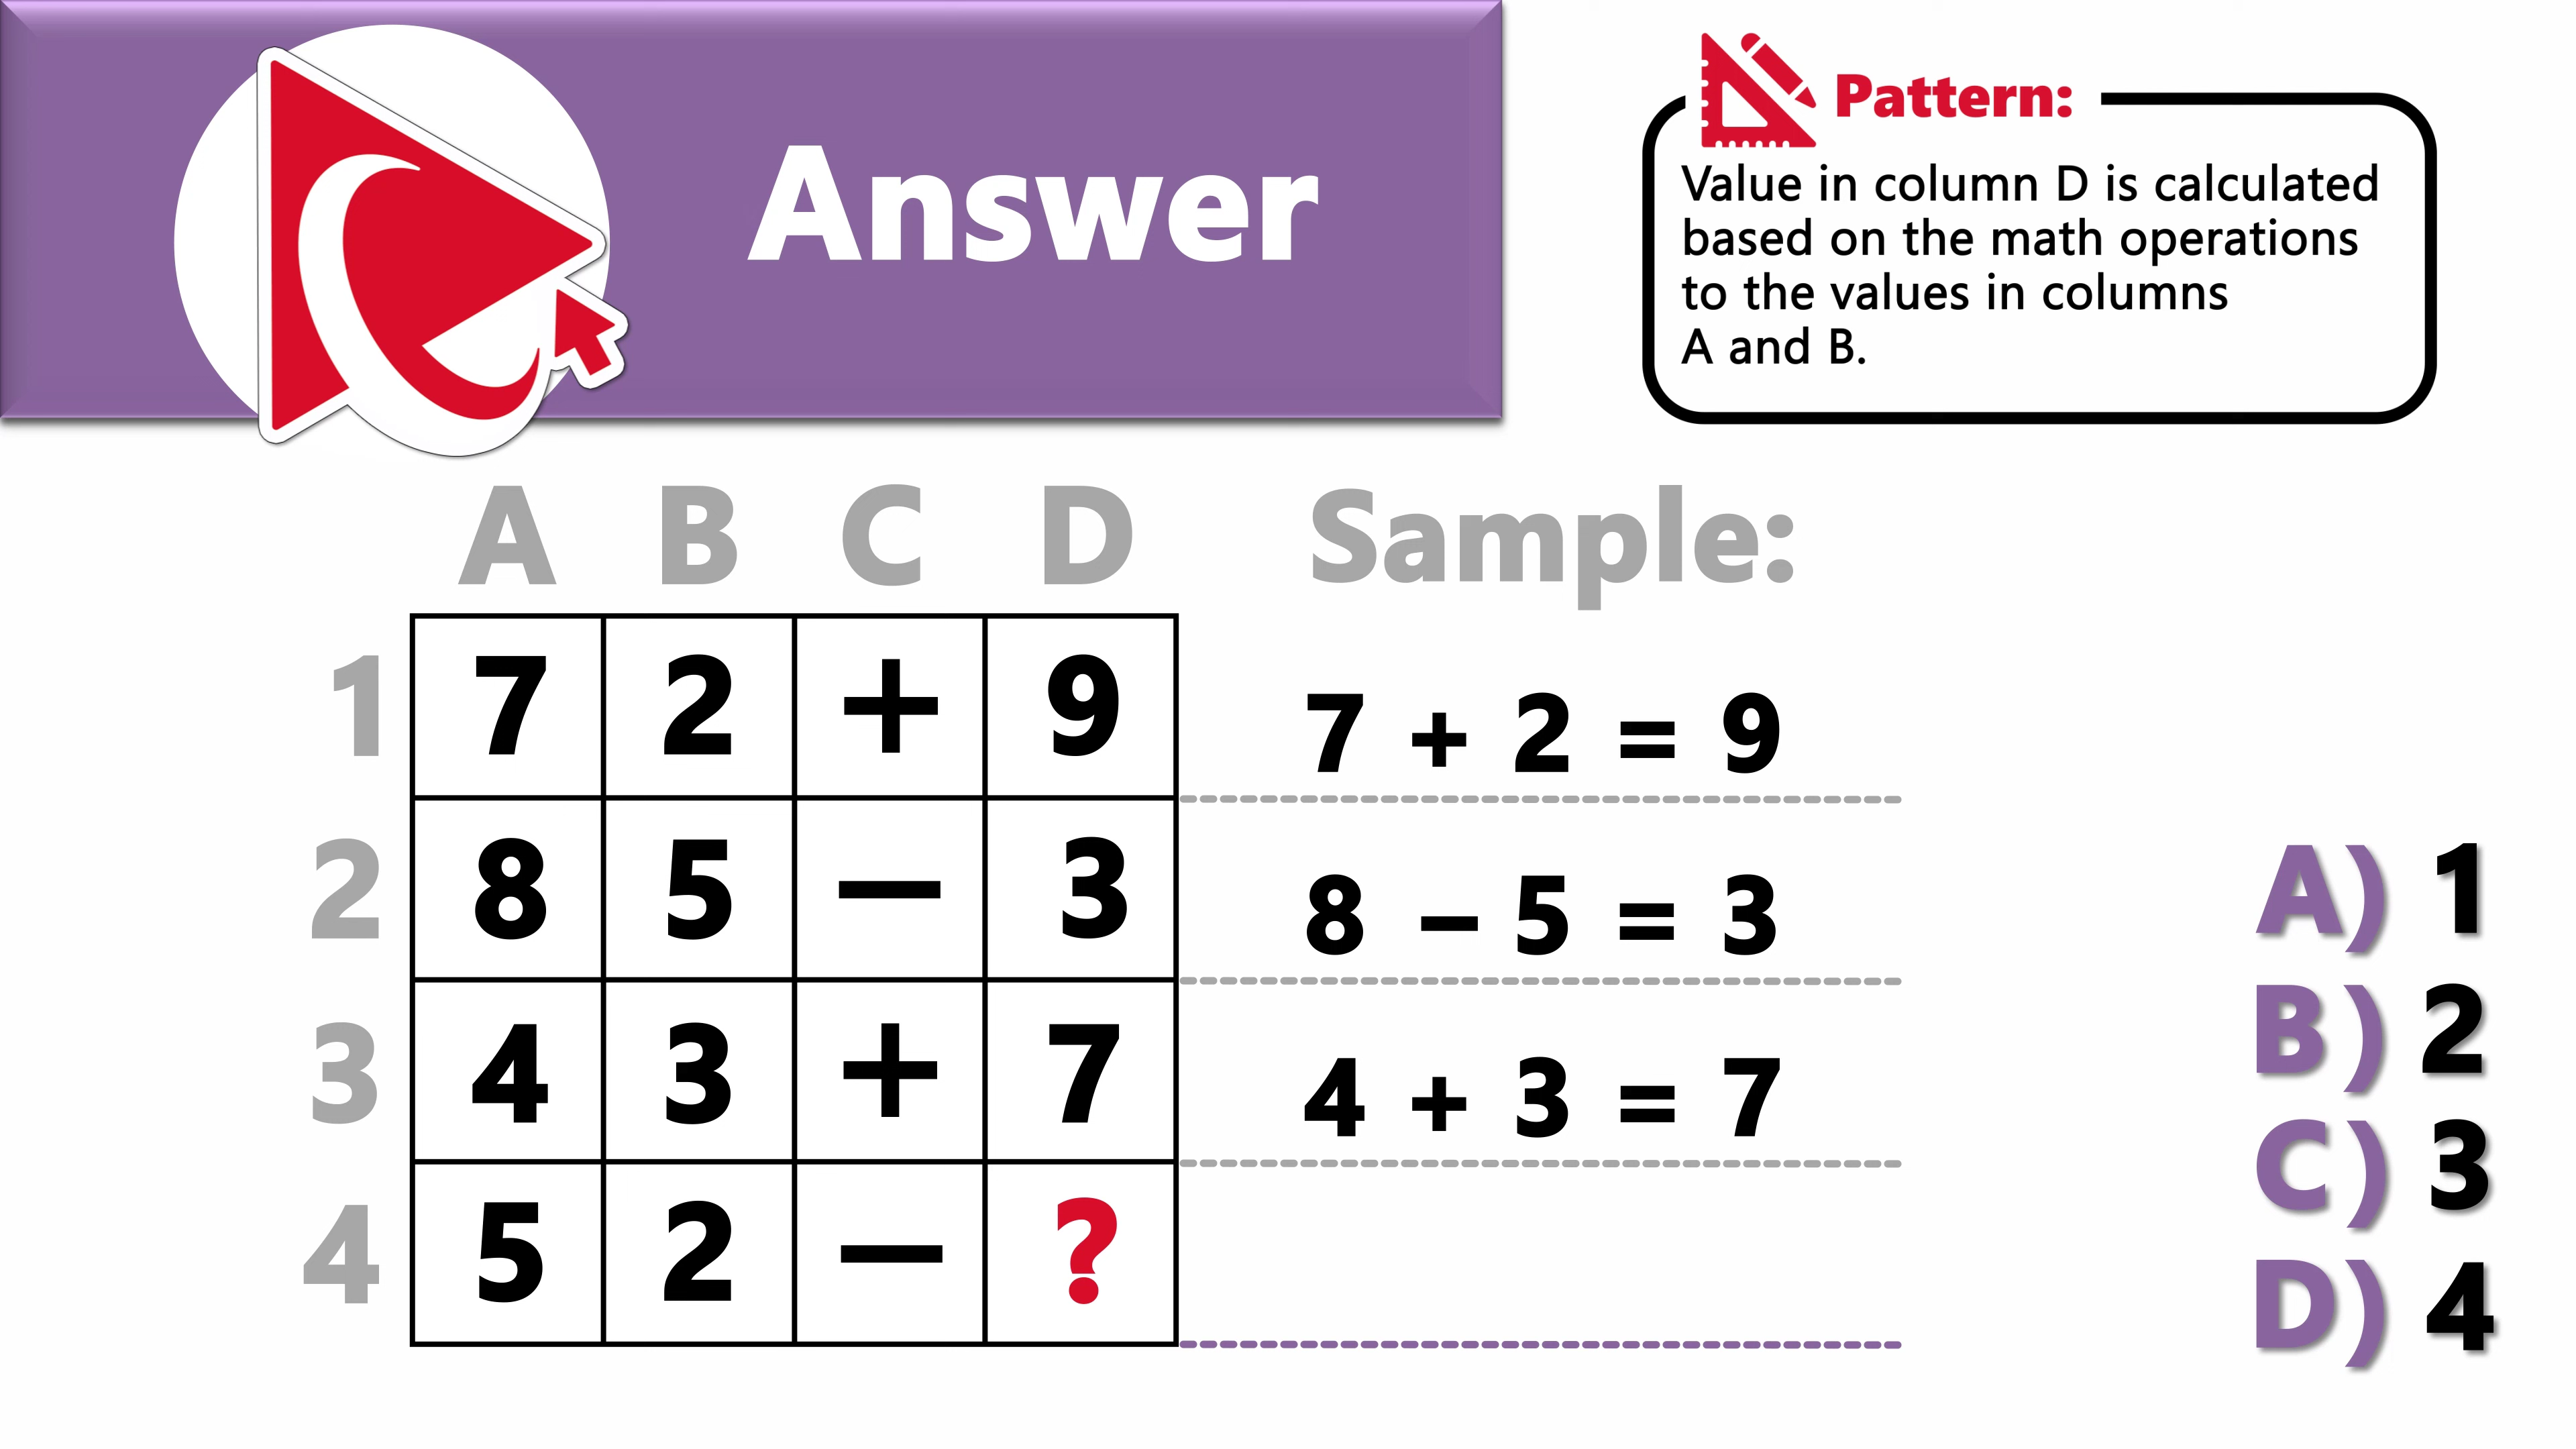 Answer
Pattern:
Value in column D is calculated
based on the math operations
to the values in columns
A and B.
A B C D Sample:
1 7 2 + 9 7 + 2 = 9
2 8 5 − 3 8 − 5 = 3
3 4 3 + 7 4 + 3 = 7
4 5 2 − ?
A) 1
B) 2
C) 3
D) 4